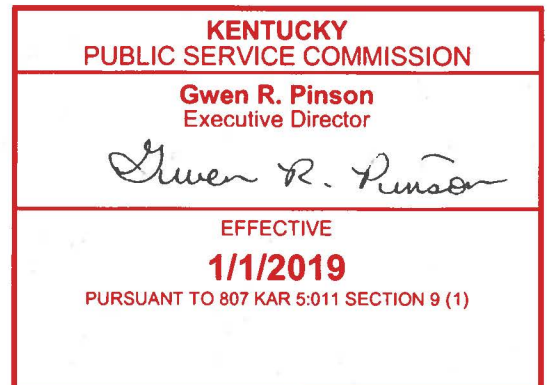 KENTUCKY
PUBLIC SERVICE COMMISSION
Gwen R. Pinson
Executive Director
Gwen R. Pinson
EFFECTIVE
1/1/2019
PURSUANT TO 807 KAR 5:011 SECTION 9 (1)